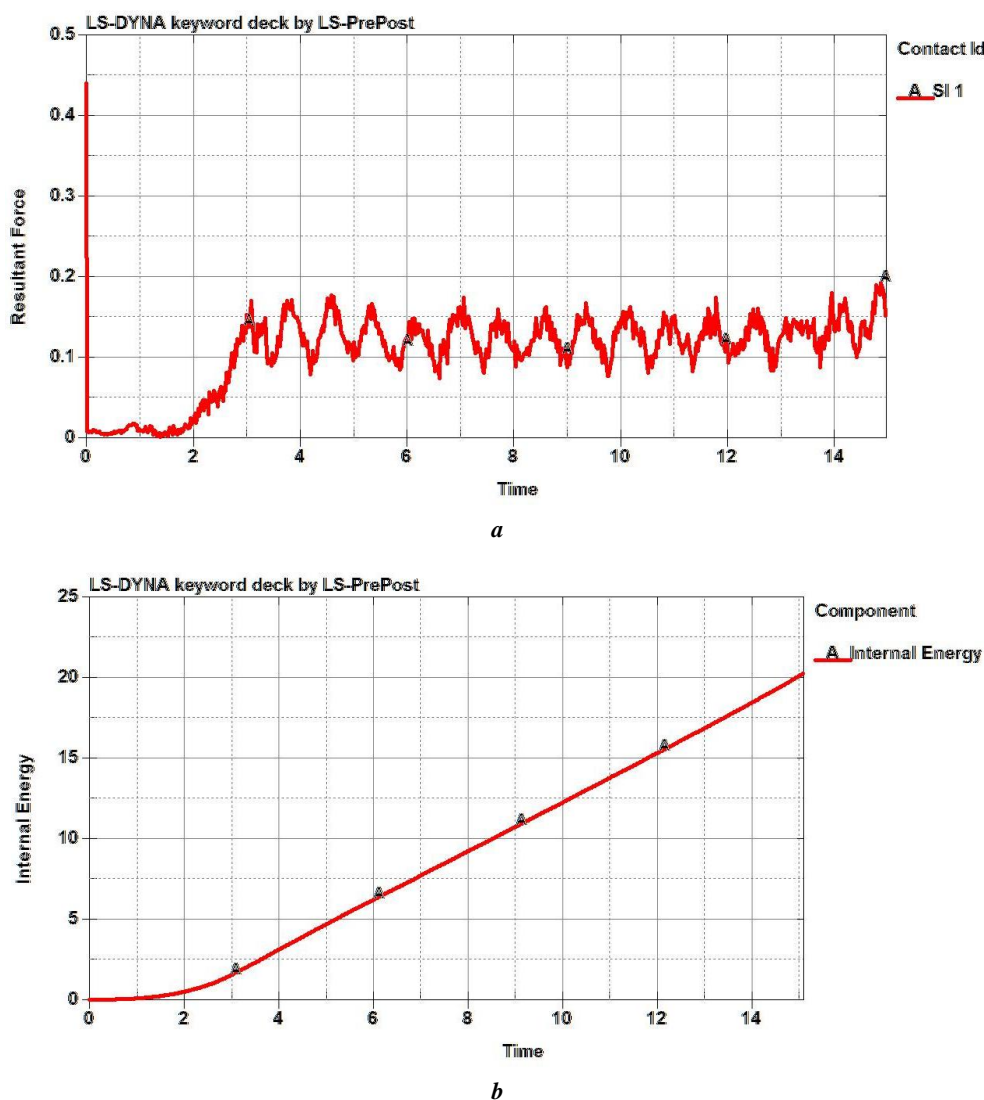 LS-DYNA keyword deck by LS-PrePost
0.5
Contact Id
A SI 1
0.4
0.3
Resultant Force
0.2
0.1
0
0 2 4 6 8 10 12 14
Time
A A A A A
a
LS-DYNA keyword deck by LS-PrePost
25
Component
A Internal Energy
20
15
Internal Energy
10
5
0
0 2 4 6 8 10 12 14
Time
A A A A
b